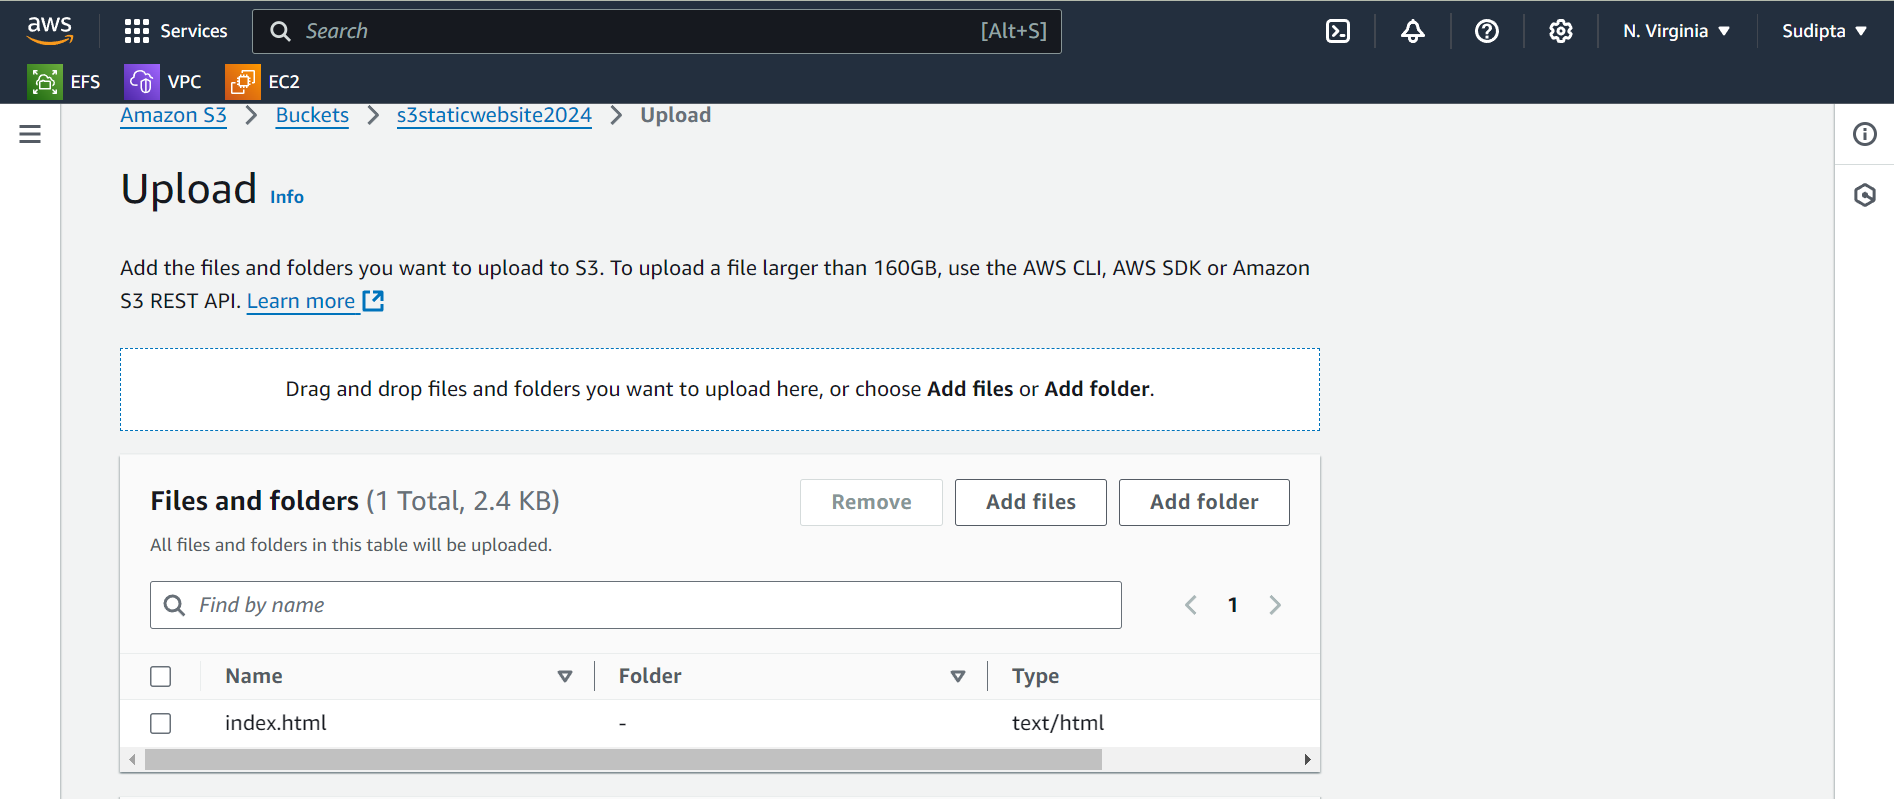 aws Services Search [Alt+S] N. Virginia Sudipta
EFS VPC EC2
Amazon S3 Buckets s3staticwebsite2024 Upload
Upload Info
Add the files and folders you want to upload to S3. To upload a file larger than 160GB, use the AWS CLI, AWS SDK or Amazon
S3 REST API. Learn more
Drag and drop files and folders you want to upload here, or choose Add files or Add folder.
Files and folders (1 Total, 2.4 KB) Remove Add files Add folder
All files and folders in this table will be uploaded.
Find by name 1
Name Folder Type
index.html - text/html